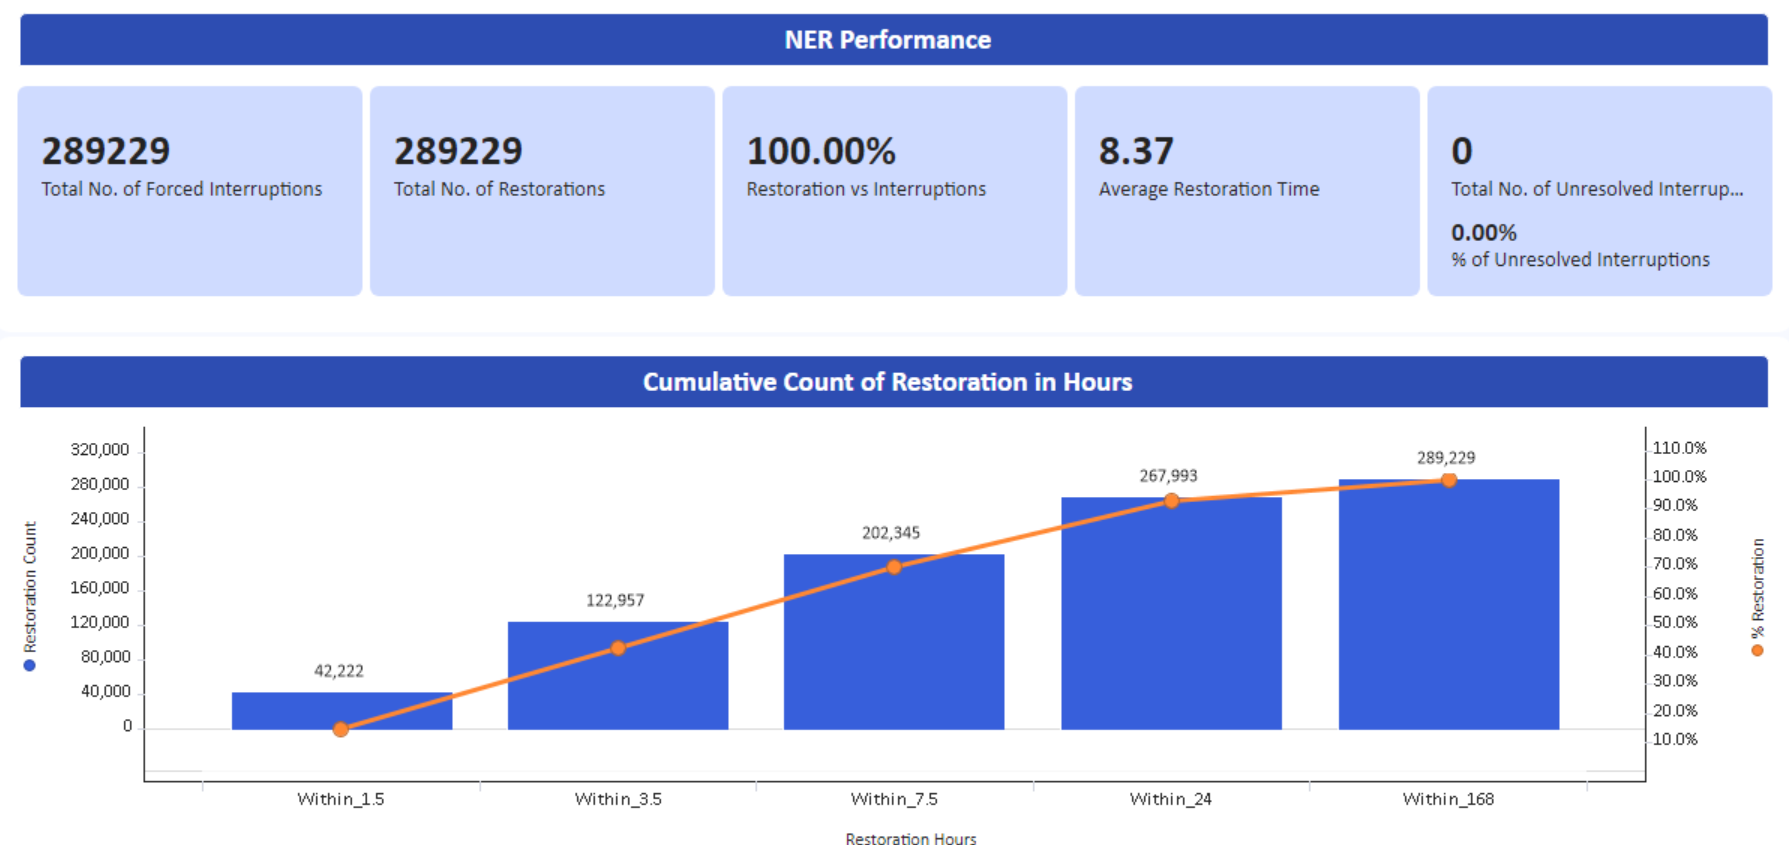 NER Performance
289229
Total No. of Forced Interruptions
289229
Total No. of Restorations
100.00%
Restoration vs Interruptions
8.37
Average Restoration Time
0
Total No. of Unresolved Interrup...
0.00%
% of Unresolved Interruptions
Cumulative Count of Restoration in Hours
Restoration Count
320,000
280,000
240,000
200,000
160,000
120,000
80,000
40,000
0
42,222
122,957
202,345
267,993
289,229
110.0%
100.0%
90.0%
80.0%
70.0%
60.0%
50.0%
40.0%
30.0%
20.0%
10.0%
% Restoration
Within_1.5
Within_3.5
Within_7.5
Within_24
Within_168
Restoration Hours